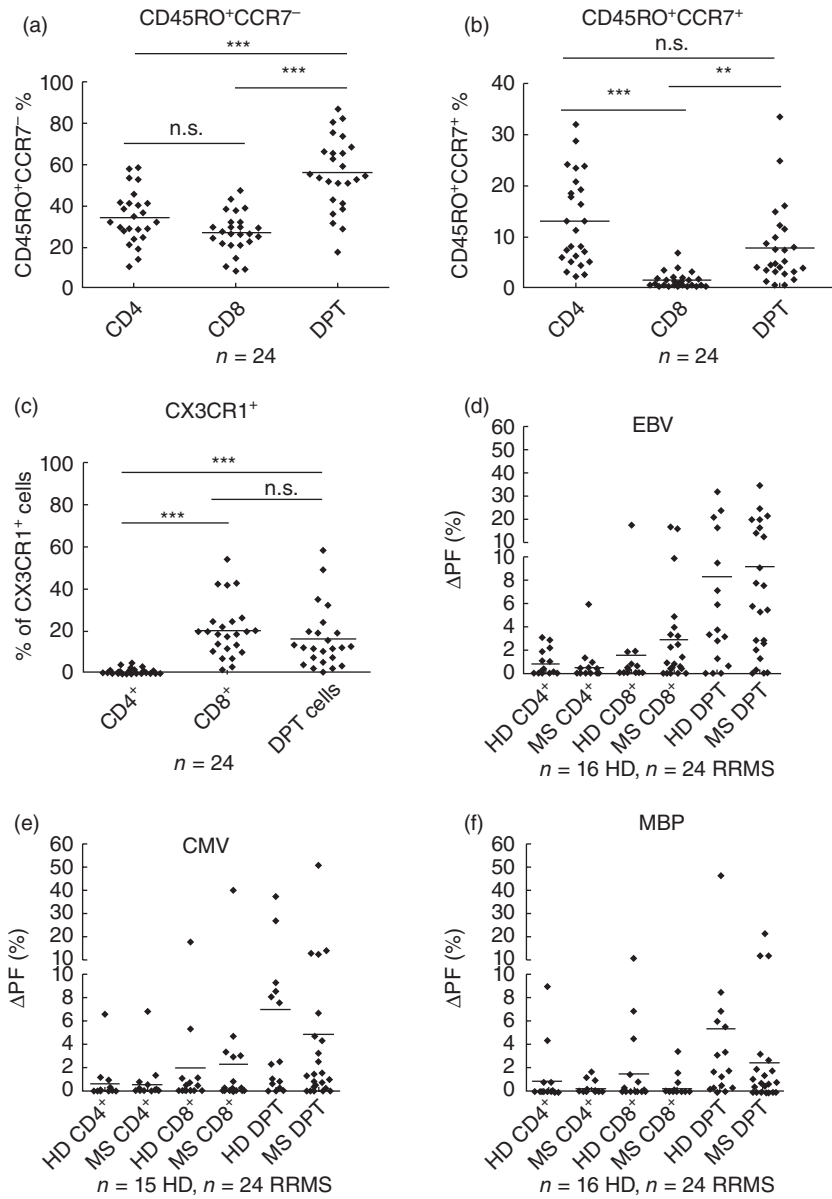 (a)
CD45RO⁺CCR7⁻
***
***
n.s.
CD45RO⁺CCR7⁻ %
100
80
60
40
20
0
CD4
CD8
DPT
n = 24
(b)
CD45RO⁺CCR7⁺
n.s.
**
***
CD45RO⁺CCR7⁺ %
40
30
20
10
0
CD4
CD8
DPT
n = 24
(c)
CX3CR1⁺
***
n.s.
***
% of CX3CR1⁺ cells
100
80
60
40
20
0
CD4⁺
CD8⁺
DPT cells
n = 24
(d)
EBV
ΔPF (%)
60
50
40
30
20
10
8
6
4
2
0
HD CD4⁺
MS CD4⁺
HD CD8⁺
MS CD8⁺
HD DPT
MS DPT
n = 16 HD, n = 24 RRMS
(e)
CMV
ΔPF (%)
60
50
40
30
20
10
8
6
4
2
0
HD CD4⁺
MS CD4⁺
HD CD8⁺
MS CD8⁺
HD DPT
MS DPT
n = 15 HD, n = 24 RRMS
(f)
MBP
ΔPF (%)
60
50
40
30
20
10
8
6
4
2
0
HD CD4⁺
MS CD4⁺
HD CD8⁺
MS CD8⁺
HD DPT
MS DPT
n = 16 HD, n = 24 RRMS